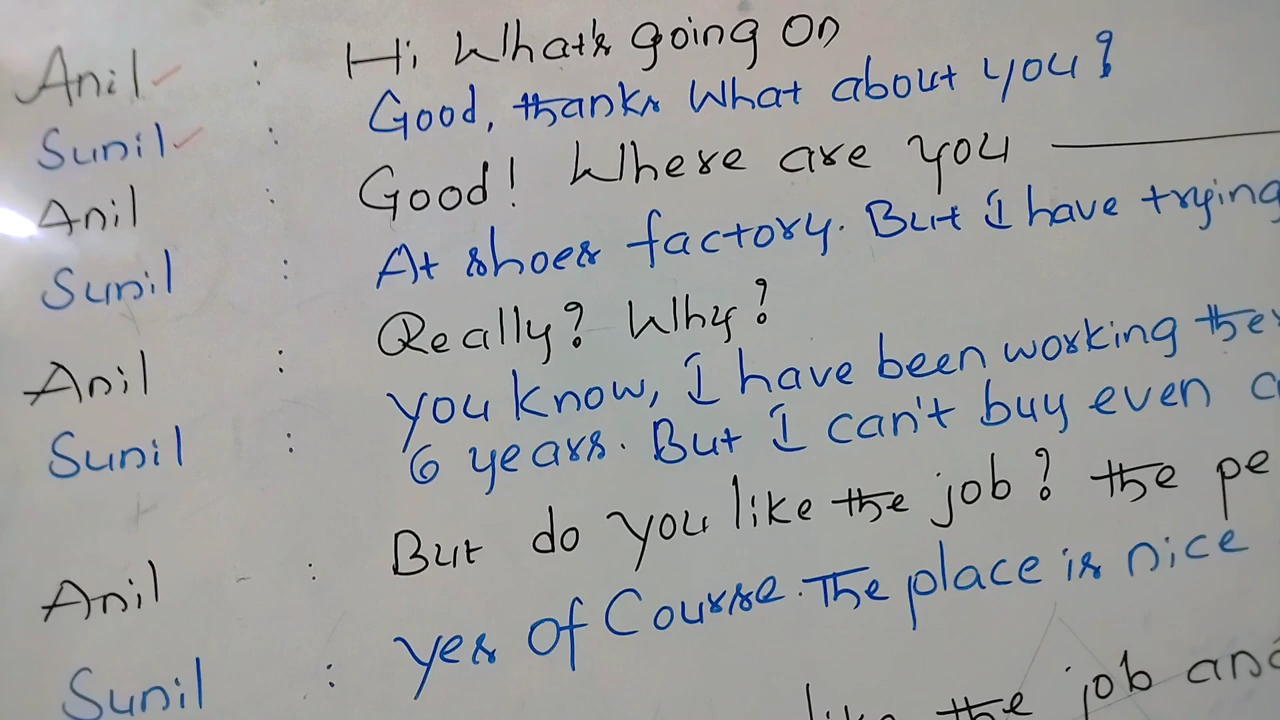 Anil : Hi What's going on
Sunil : Good, thanks What about you?
Anil : Good! Where are you
Sunil : At shoes factory. But I have trying
Anil : Really? Why?
Sunil : you know, I have been working
6 years. But I can't buy even
Anil : But do you like the job? the
Sunil : yes of Course. The place is nice
like the job and